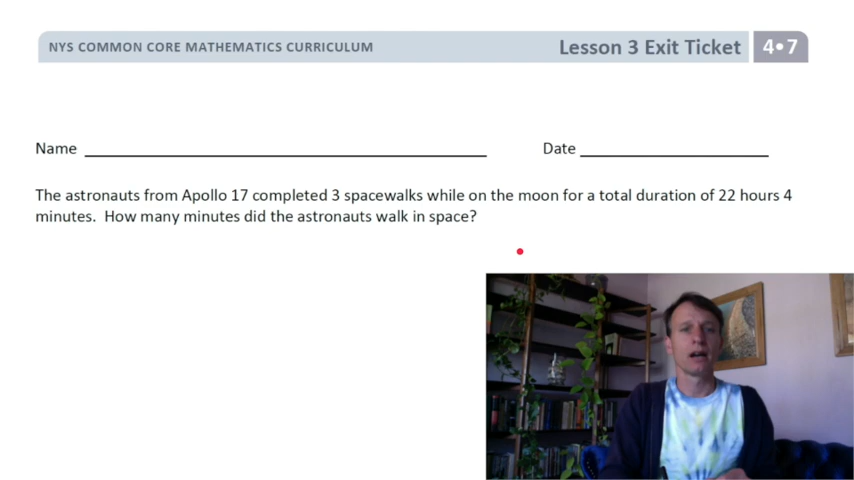 NYS COMMON CORE MATHEMATICS CURRICULUM
Lesson 3 Exit Ticket
4•7
Name
Date
The astronauts from Apollo 17 completed 3 spacewalks while on the moon for a total duration of 22 hours 4
minutes. How many minutes did the astronauts walk in space?